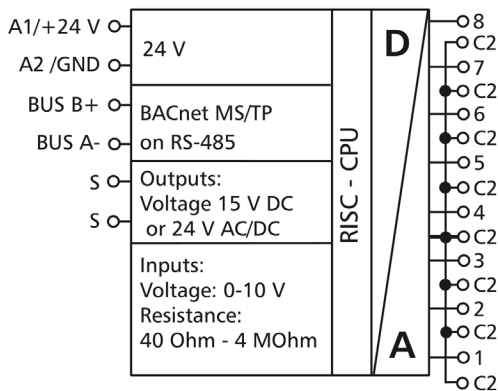 A1/+24 V
A2 /GND
BUS B+
BUS A-
S
S
24 V
BACnet MS/TP
on RS-485
Outputs:
Voltage 15 V DC
or 24 V AC/DC
Inputs:
Voltage: 0-10 V
Resistance:
40 Ohm - 4 MOhm
RISC - CPU
D
A
8
C2
7
C2
6
C2
5
C2
4
C2
3
C2
2
C2
1
C2